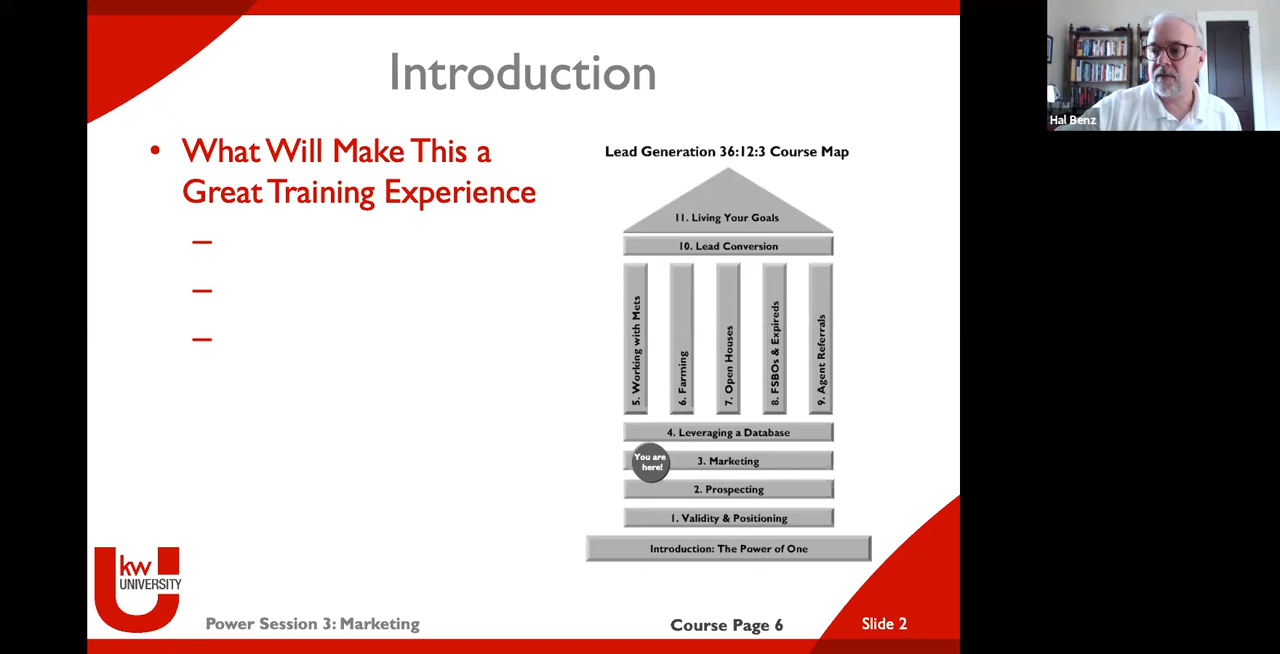 Introduction
• What Will Make This a
Great Training Experience
–
–
–
Lead Generation 36:12:3 Course Map
11. Living Your Goals
10. Lead Conversion
5. Working with Mets
6. Farming
7. Open Houses
8. FSBOs & Expireds
9. Agent Referrals
4. Leveraging a Database
You are
here!
3. Marketing
2. Prospecting
1. Validity & Positioning
Introduction: The Power of One
kw
UNIVERSITY
Power Session 3: Marketing
Course Page 6
Slide 2
Hal Benz